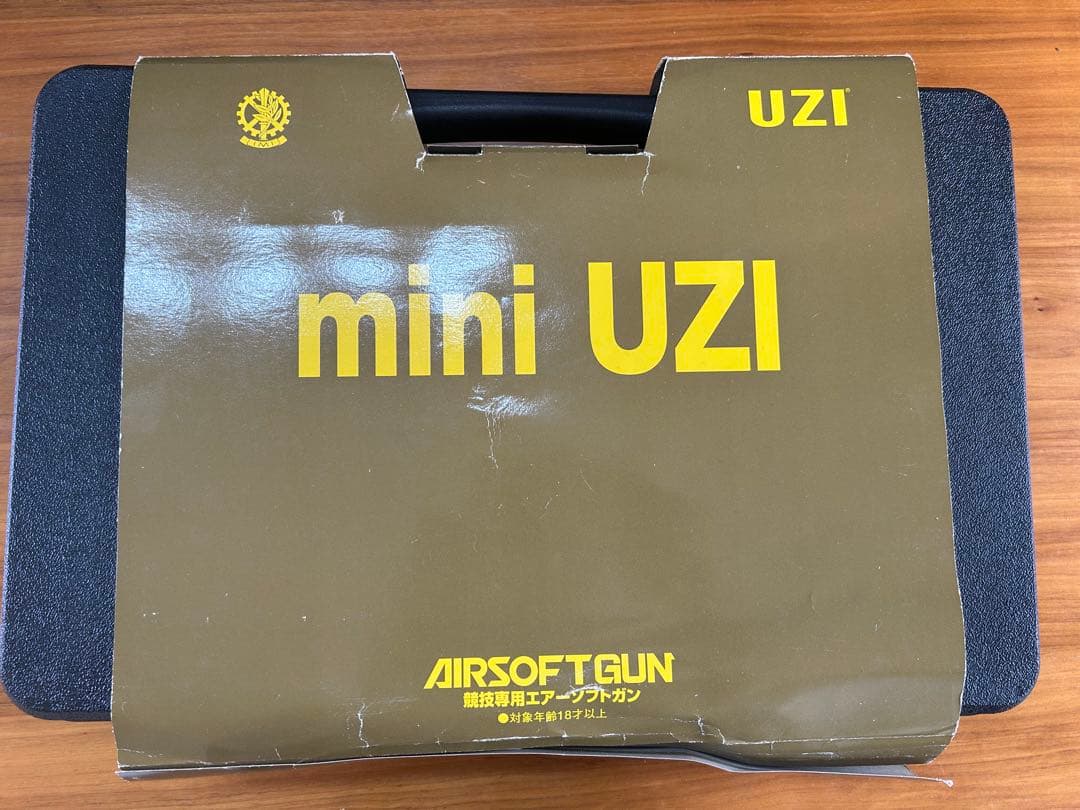 IMI
UZI®
mini UZI
AIRSOFTGUN
競技専用エアーソフトガン
●対象年齢18才以上